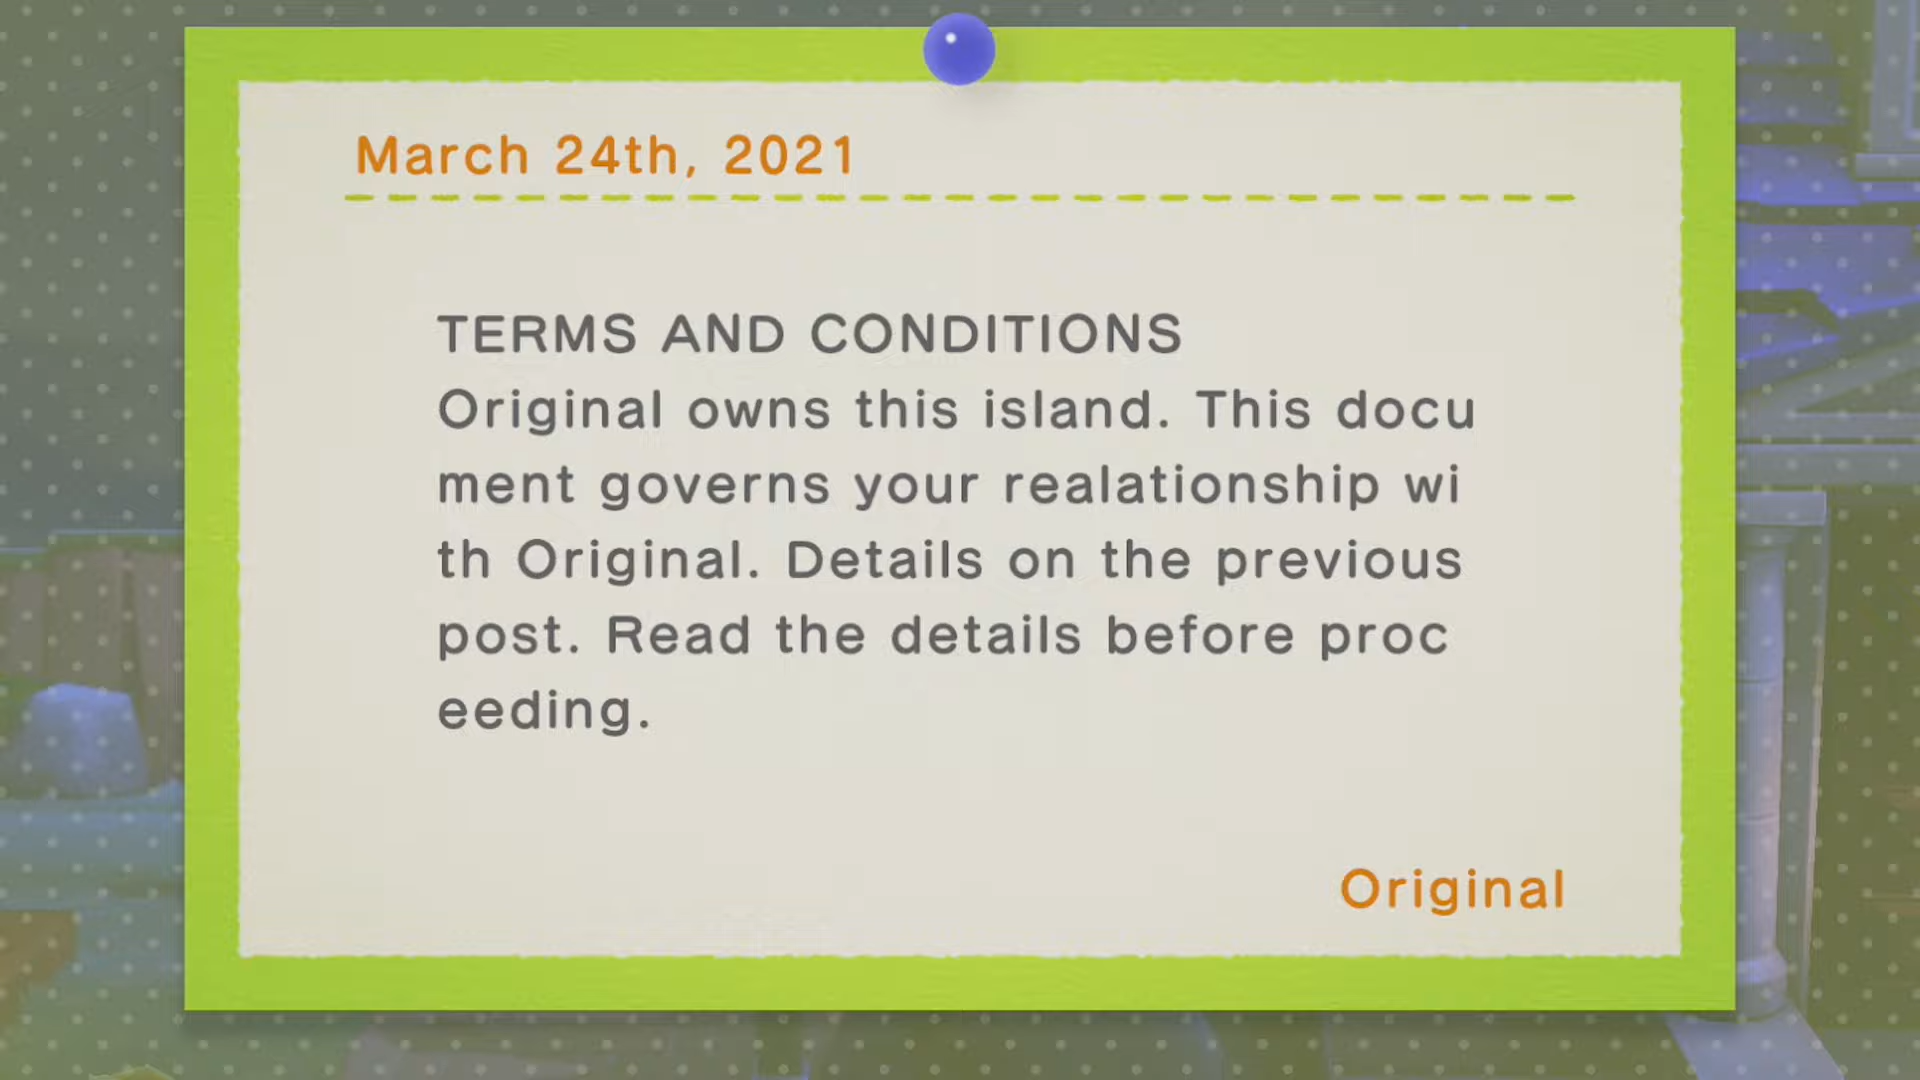 March 24th, 2021
TERMS AND CONDITIONS
Original owns this island. This docu
ment governs your realationship wi
th Original. Details on the previous
post. Read the details before proc
eeding.
Original